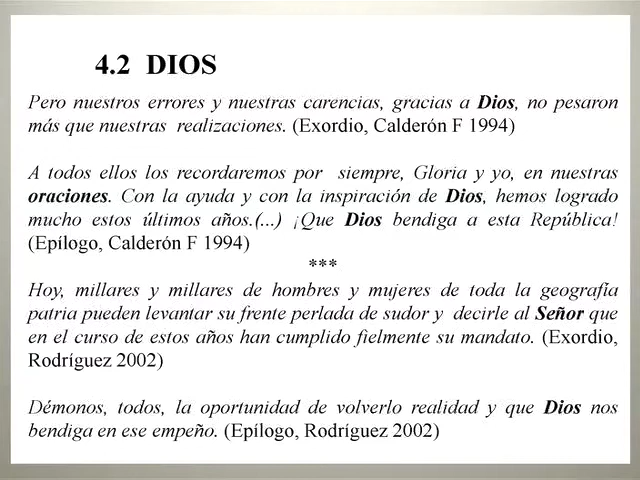 4.2 DIOS
Pero nuestros errores y nuestras carencias, gracias a Dios, no pesaron
más que nuestras realizaciones. (Exordio, Calderón F 1994)
A todos ellos los recordaremos por siempre, Gloria y yo, en nuestras
oraciones. Con la ayuda y con la inspiración de Dios, hemos logrado
mucho estos últimos años.(...) ¡Que Dios bendiga a esta República!
(Epílogo, Calderón F 1994)
***
Hoy, millares y millares de hombres y mujeres de toda la geografía
patria pueden levantar su frente perlada de sudor y decirle al Señor que
en el curso de estos años han cumplido fielmente su mandato. (Exordio,
Rodríguez 2002)
Démonos, todos, la oportunidad de volverlo realidad y que Dios nos
bendiga en ese empeño. (Epílogo, Rodríguez 2002)